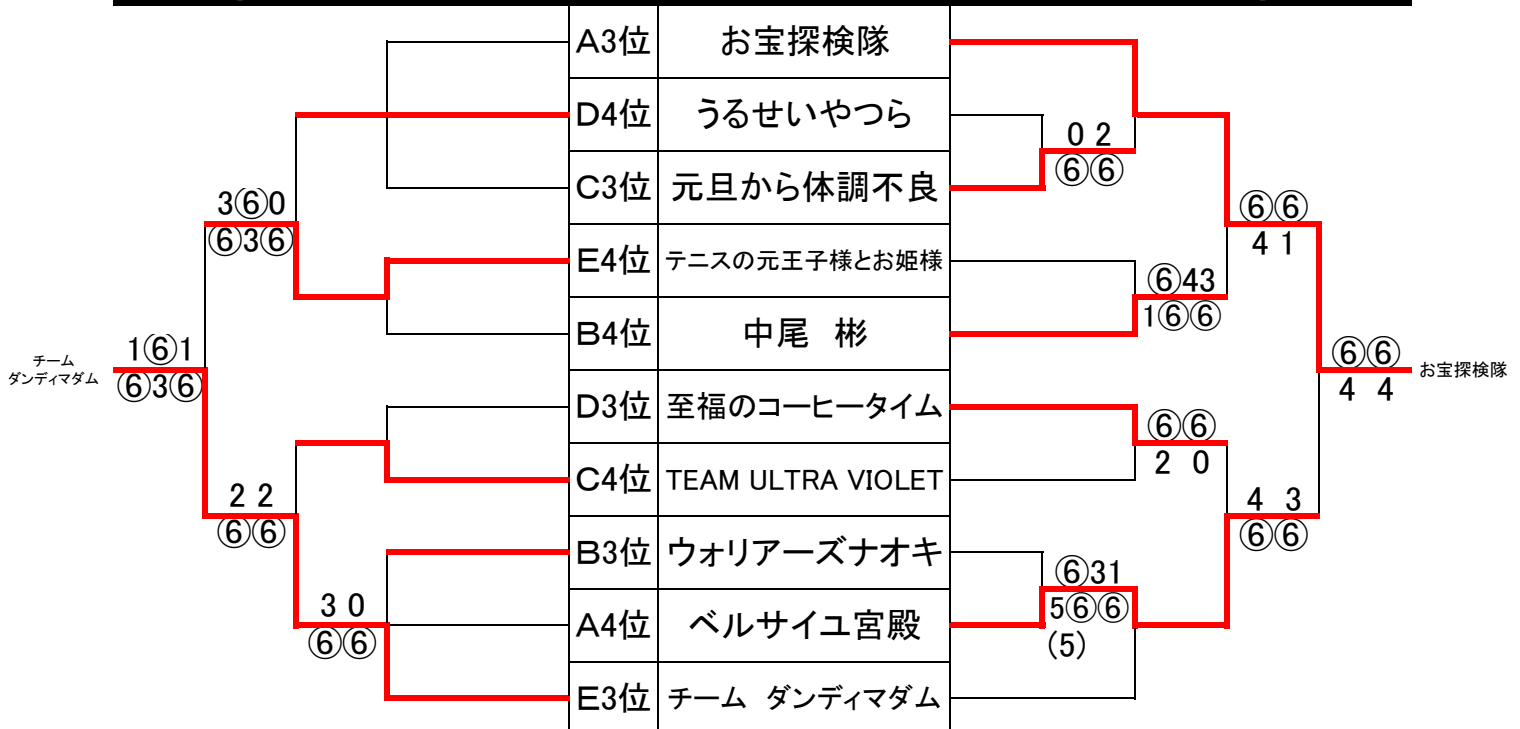 A3位 お宝探検隊
D4位 うるせいやつら
0 2
⑥⑥
C3位 元旦から体調不良
3⑥0
⑥3⑥
⑥⑥
4 1
E4位 テニスの元王子様とお姫様
⑥43
1⑥⑥
B4位 中尾 彬
チーム
ダンディマダム
1⑥1
⑥3⑥
⑥⑥
4 4
お宝探検隊
D3位 至福のコーヒータイム
⑥⑥
2 0
C4位 TEAM ULTRA VIOLET
2 2
⑥⑥
4 3
⑥⑥
B3位 ウォリアーズナオキ
⑥31
5⑥⑥
(5)
3 0
⑥⑥
A4位 ベルサイユ宮殿
E3位 チーム ダンディマダム